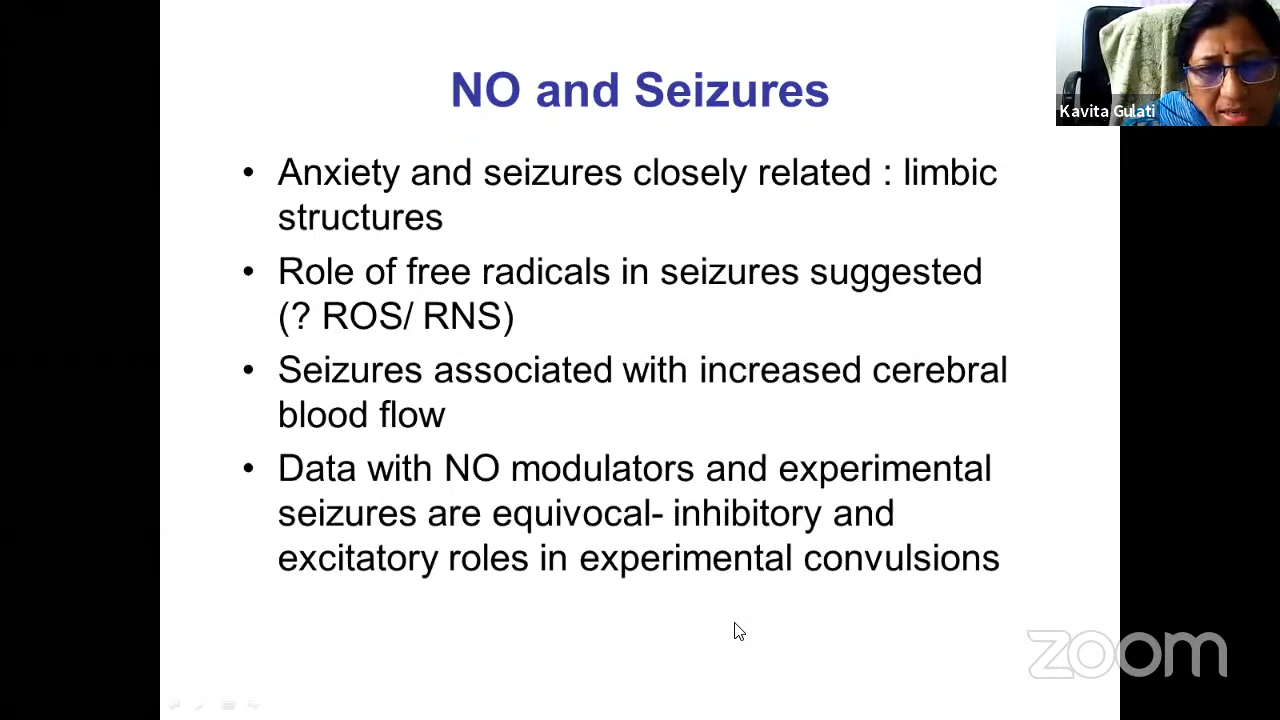 NO and Seizures
Kavita Gulati
• Anxiety and seizures closely related : limbic
structures
• Role of free radicals in seizures suggested
(? ROS/ RNS)
• Seizures associated with increased cerebral
blood flow
• Data with NO modulators and experimental
seizures are equivocal- inhibitory and
excitatory roles in experimental convulsions
zoom